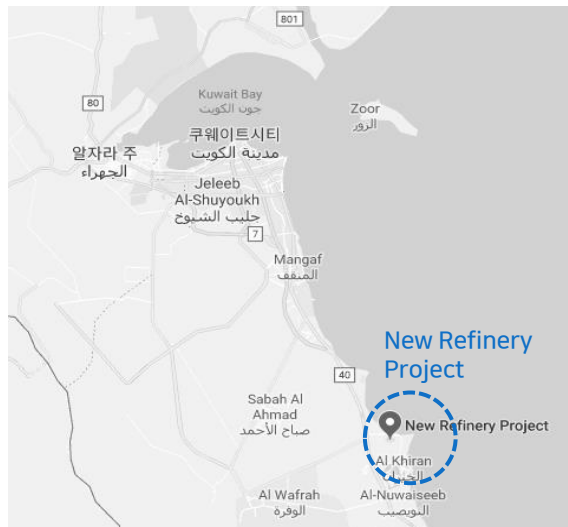 801
Kuwait Bay
جون الكويت
Zoor
الزور
80
쿠웨이트시티
مدينة الكويت
알자라 주
الجهراء
Jeleeb
Al-Shuyoukh
جليب الشيوخ
7
Mangaf
المنقف
New Refinery
Project
40
Sabah Al
Ahmad
صباح الأحمد
New Refinery Project
Al Khiran
الخيران
Al Wafrah
الوفرة
Al-Nuwaiseeb
النويصيب